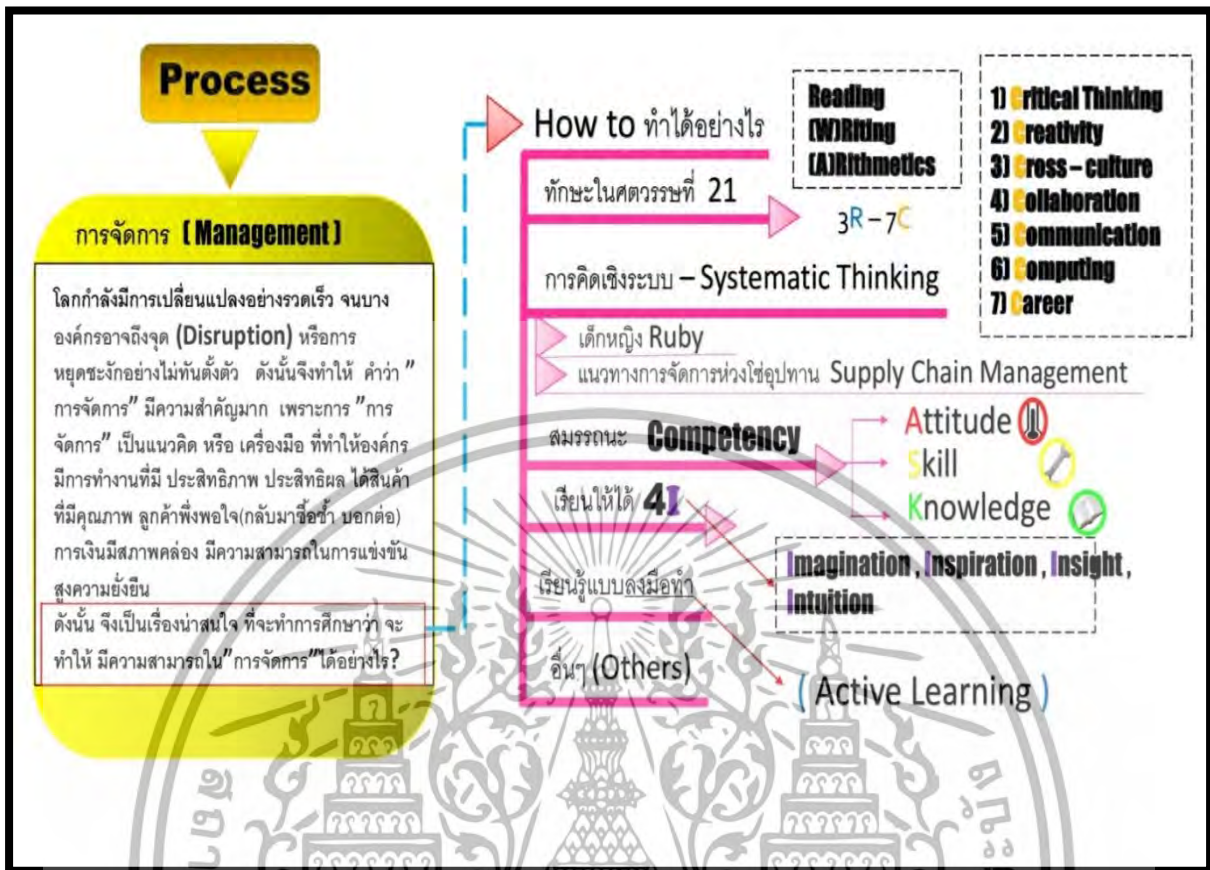 Process
การจัดการ (Management)
โลกกำลังมีการเปลี่ยนแปลงอย่างรวดเร็ว จนบาง
องค์กรอาจถึงจุด (Disruption) หรือการ
หยุดชะงักอย่างไม่ทันตั้งตัว ดังนั้นจึงทำให้ คำว่า ”
การจัดการ” มีความสำคัญมาก เพราะการ ”การ
จัดการ” เป็นแนวคิด หรือ เครื่องมือ ที่ทำให้องค์กร
มีการทำงานที่มี ประสิทธิภาพ ประสิทธิผล ได้สินค้า
ที่มีคุณภาพ ลูกค้าพึ่งพอใจ(กลับมาซื้อซ้ำ บอกต่อ)
การเงินมีสภาพคล่อง มีความสามารถในการแข่งขัน
สูงความยั่งยืน
ดังนั้น จึงเป็นเรื่องน่าสนใจ ที่จะทำการศึกษาว่า จะ
ทำให้ มีความสามารถใน”การจัดการ”ได้อย่างไร?
How to ทำได้อย่างไร
ทักษะในศตวรรษที่ 21
3R – 7C
Reading
(W)Riting
(A)Rithmetics
1) Critical Thinking
2) Creativity
3) Cross – culture
4) Collaboration
5) Communication
6) Computing
7) Career
การคิดเชิงระบบ – Systematic Thinking
เด็กหญิง Ruby
แนวทางการจัดการห่วงโซ่อุปทาน Supply Chain Management
สมรรถนะ Competency
Attitude
Skill
Knowledge
เรียนให้ได้ 4I
Imagination , Inspiration , Insight ,
Intuition
เรียนรู้แบบลงมือทำ
( Active Learning )
อื่นๆ (Others)